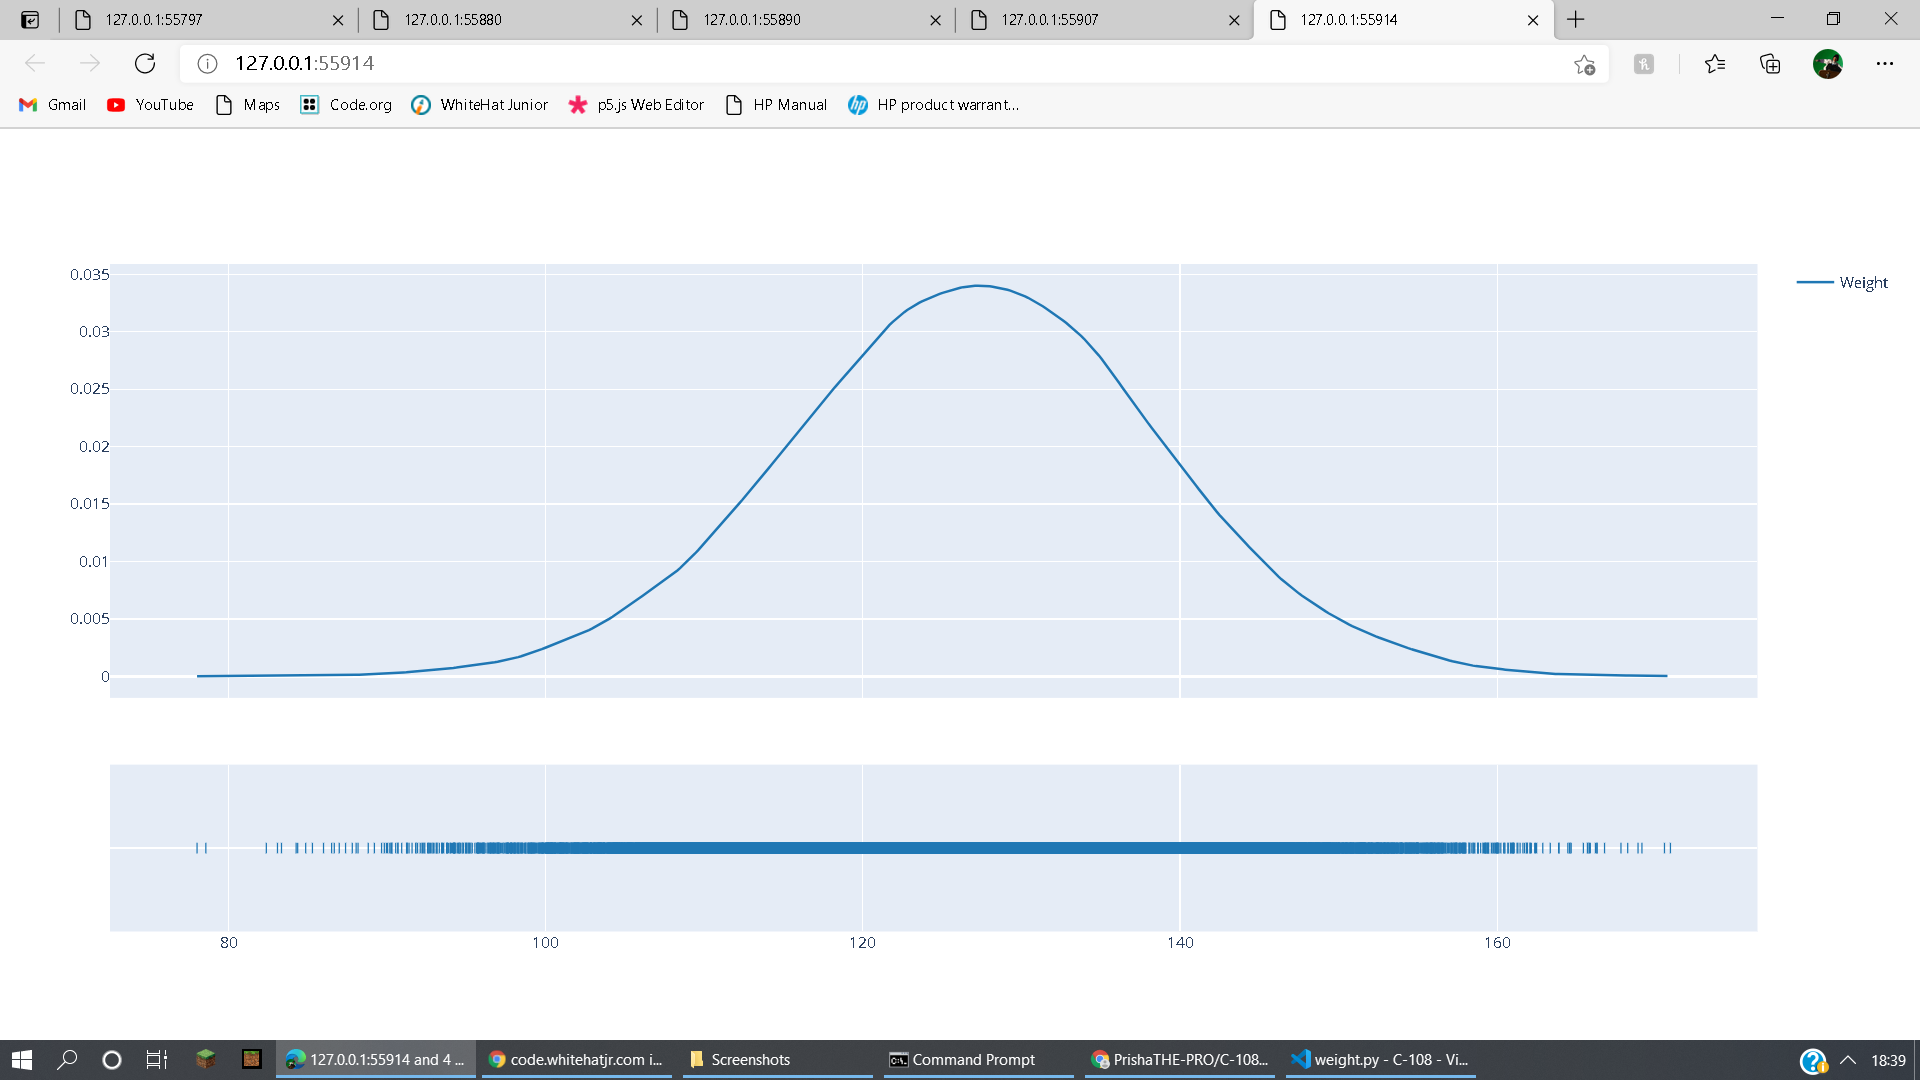 127.0.0.1:55797 127.0.0.1:55880 127.0.0.1:55890 127.0.0.1:55907 127.0.0.1:55914
127.0.0.1:55914
Gmail YouTube Maps Code.org WhiteHat Junior p5.js Web Editor HP Manual HP product warrant...
0.035
Weight
0.03
0.025
0.02
0.015
0.01
0.005
0
80 100 120 140 160
127.0.0.1:55914 and 4 ... code.whitehatjr.com i... Screenshots Command Prompt PrishaTHE-PRO/C-108... weight.py - C-108 - Vi... 18:39